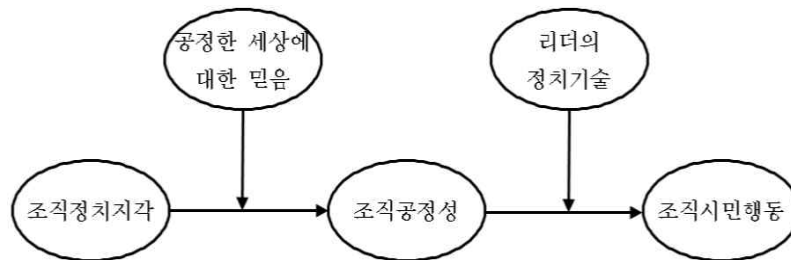 공정한 세상에
대한 믿음
리더의
정치기술
조직정치지각
조직공정성
조직시민행동